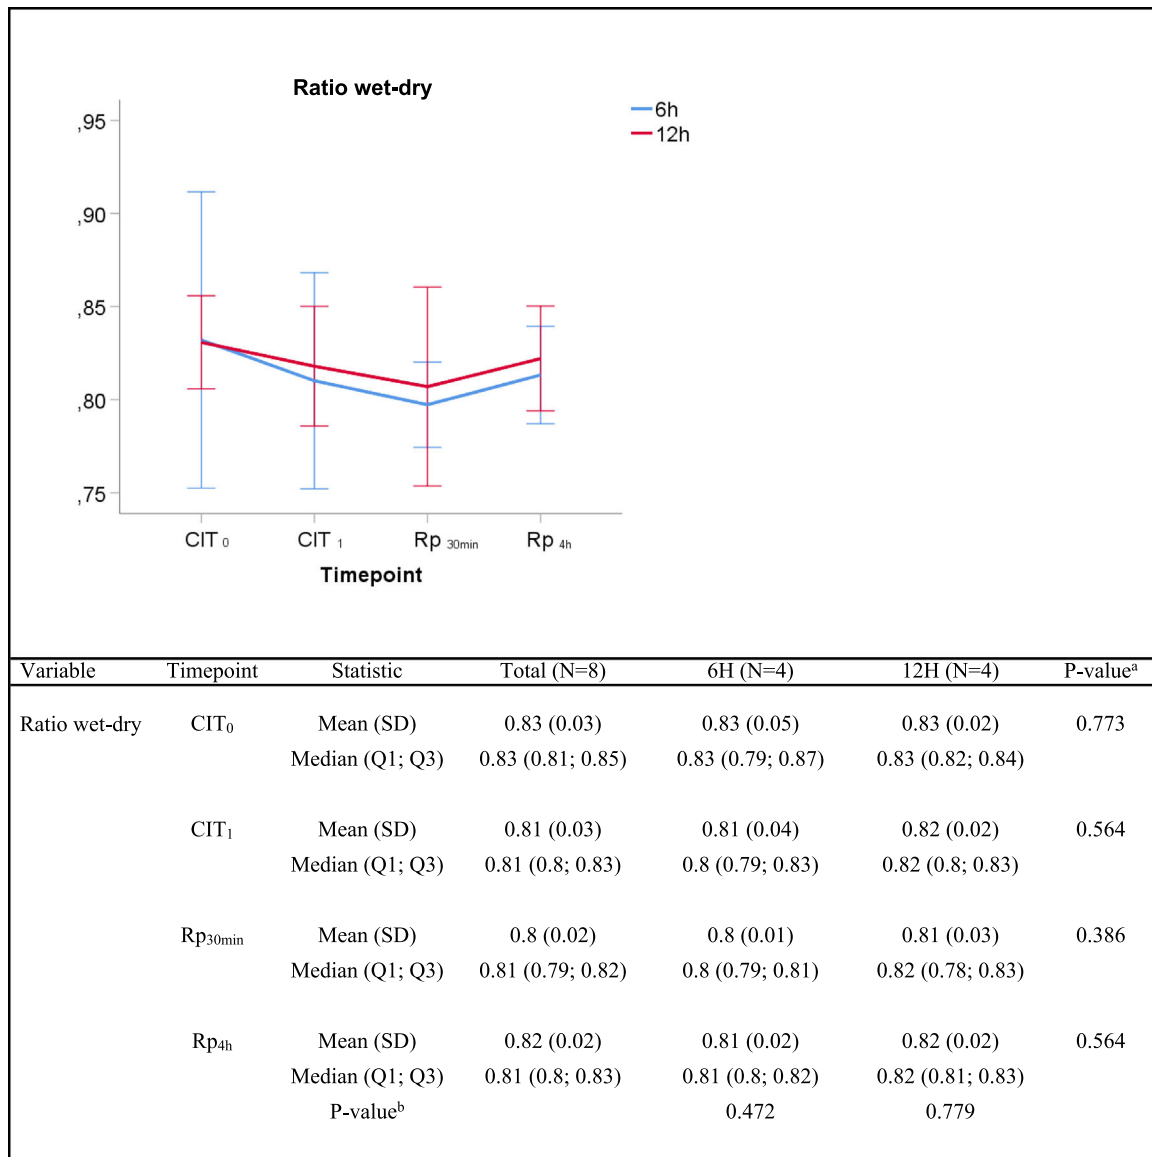 Ratio wet-dry
6h
12h
,95
,90
,85
,80
,75
CIT 0 CIT 1 Rp 30min Rp 4h
Timepoint
Variable Timepoint Statistic Total (N=8) 6H (N=4) 12H (N=4) P-valueᵃ
Ratio wet-dry CIT₀ Mean (SD) 0.83 (0.03) 0.83 (0.05) 0.83 (0.02) 0.773
Median (Q1; Q3) 0.83 (0.81; 0.85) 0.83 (0.79; 0.87) 0.83 (0.82; 0.84)
CIT₁ Mean (SD) 0.81 (0.03) 0.81 (0.04) 0.82 (0.02) 0.564
Median (Q1; Q3) 0.81 (0.8; 0.83) 0.8 (0.79; 0.83) 0.82 (0.8; 0.83)
Rp30min Mean (SD) 0.8 (0.02) 0.8 (0.01) 0.81 (0.03) 0.386
Median (Q1; Q3) 0.81 (0.79; 0.82) 0.8 (0.79; 0.81) 0.82 (0.78; 0.83)
Rp4h Mean (SD) 0.82 (0.02) 0.81 (0.02) 0.82 (0.02) 0.564
Median (Q1; Q3) 0.81 (0.8; 0.83) 0.81 (0.8; 0.82) 0.82 (0.81; 0.83)
P-valueᵇ 0.472 0.779